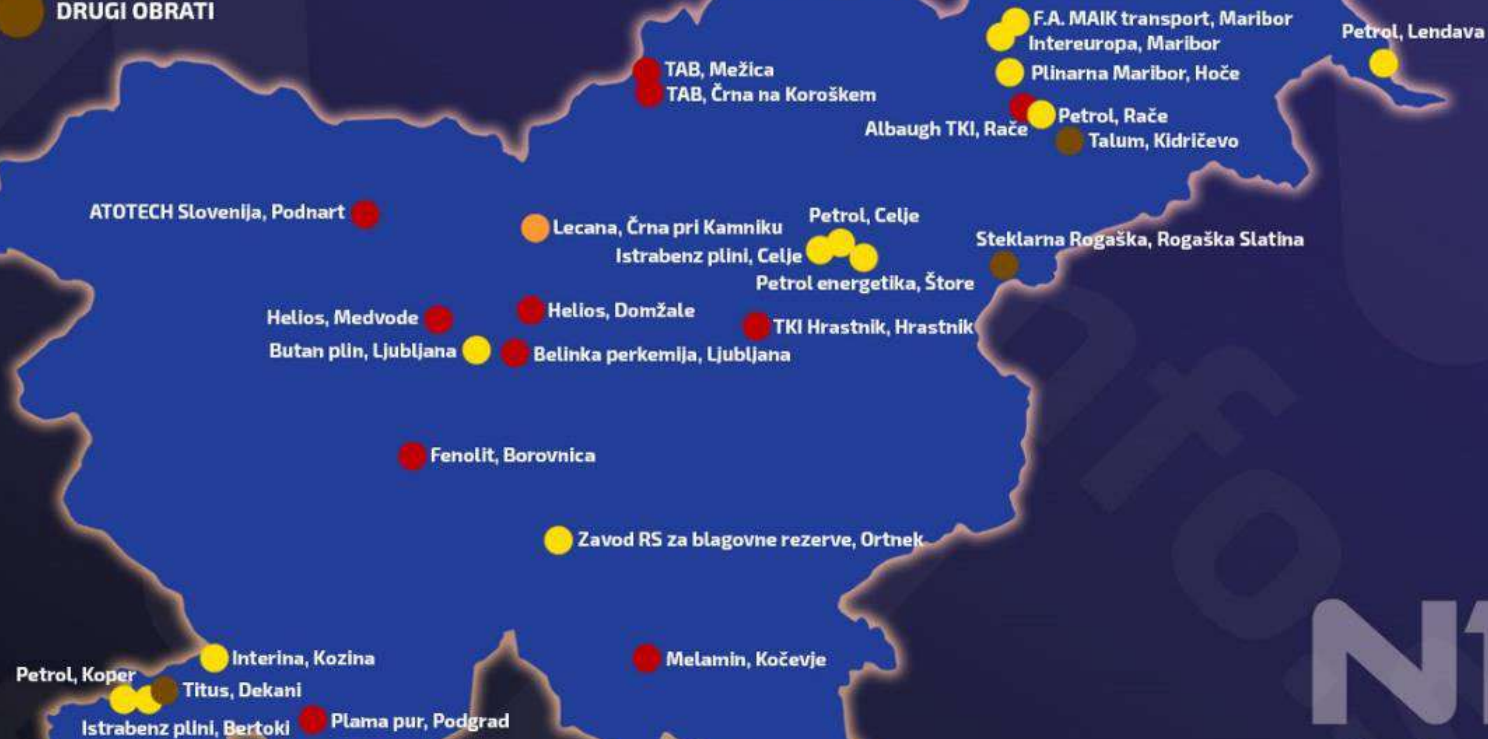 DRUGI OBRATI
F.A. MAIK transport, Maribor
Intereuropa, Maribor
Petrol, Lendava
Plinarna Maribor, Hoče
TAB, Mežica
TAB, Črna na Koroškem
Petrol, Rače
Albaugh TKI, Rače
Talum, Kidričevo
ATOTECH Slovenija, Podnart
Lecana, Črna pri Kamniku
Petrol, Celje
Istrabenz plini, Celje
Steklarna Rogaška, Rogaška Slatina
Petrol energetika, Štore
Helios, Medvode
Helios, Domžale
TKI Hrastnik, Hrastnik
Butan plin, Ljubljana
Belinka perkemija, Ljubljana
Fenolit, Borovnica
Zavod RS za blagovne rezerve, Ortnek
Interina, Kozina
Melamin, Kočevje
Petrol, Koper
Titus, Dekani
Istrabenz plini, Bertoki
Plama pur, Podgrad
N1